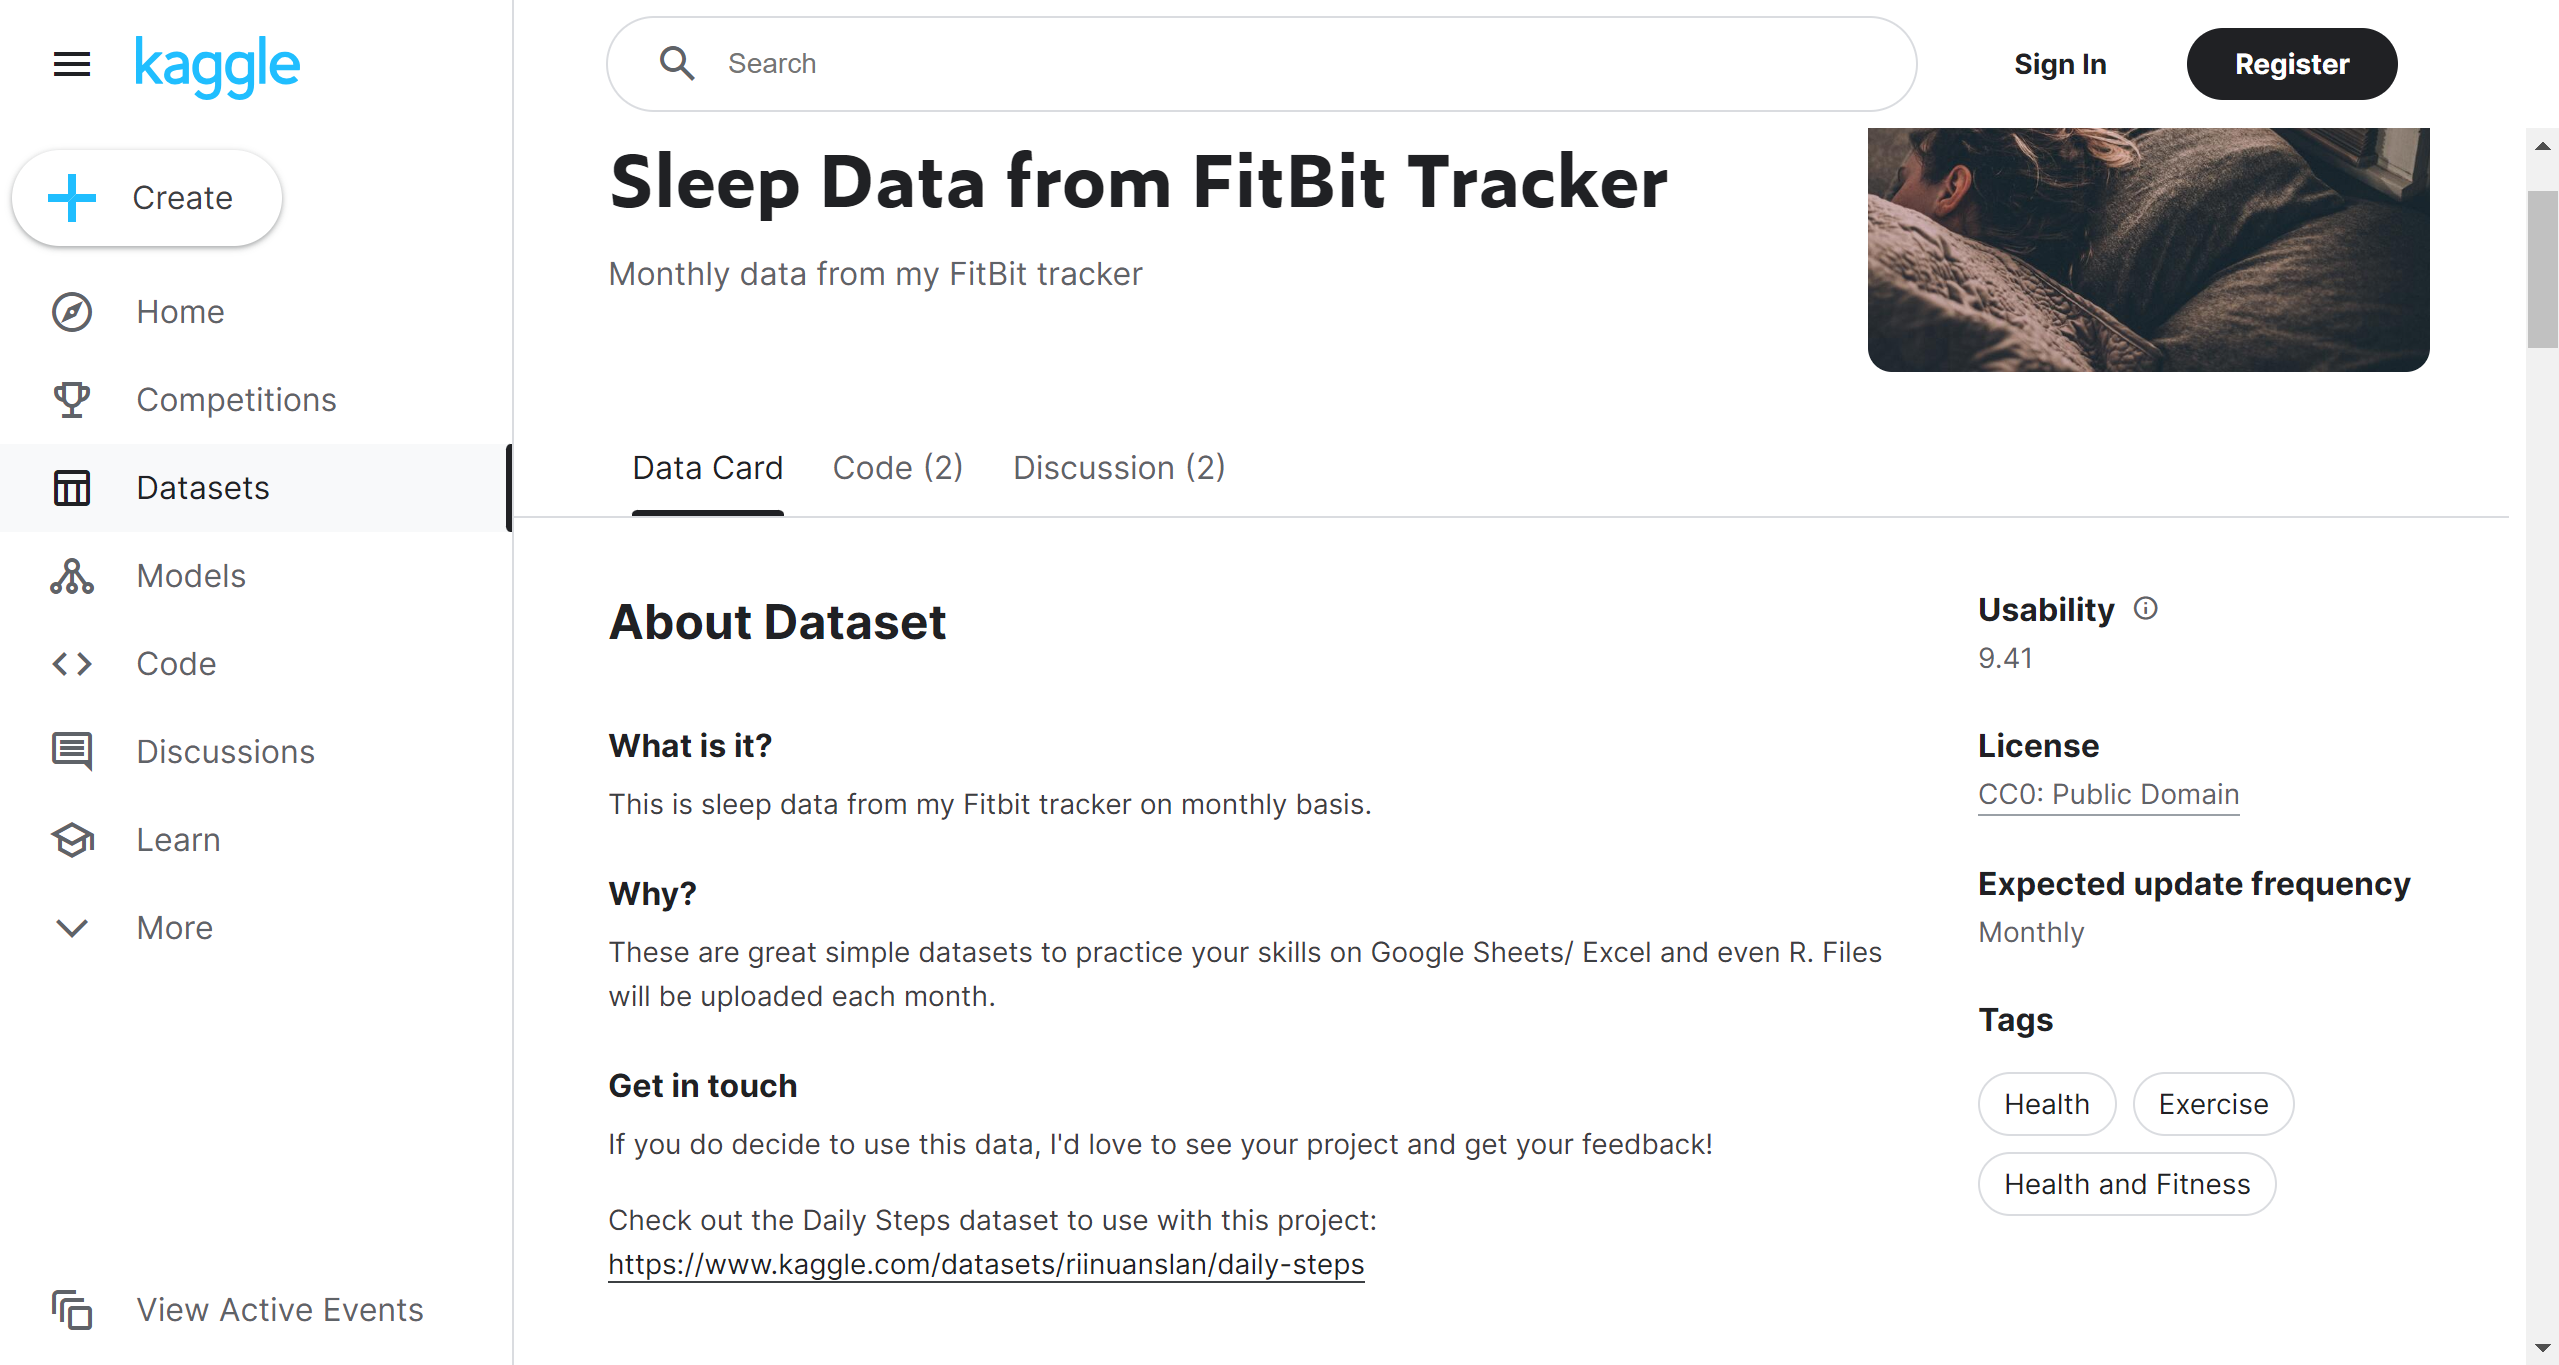 kaggle
Search
Sign In
Register
Create
Home
Competitions
Datasets
Models
Code
Discussions
Learn
More
View Active Events
Sleep Data from FitBit Tracker
Monthly data from my FitBit tracker
Data Card
Code (2)
Discussion (2)
About Dataset
What is it?
This is sleep data from my Fitbit tracker on monthly basis.
Why?
These are great simple datasets to practice your skills on Google Sheets/ Excel and even R. Files
will be uploaded each month.
Get in touch
If you do decide to use this data, I'd love to see your project and get your feedback!
Check out the Daily Steps dataset to use with this project:
https://www.kaggle.com/datasets/riinuanslan/daily-steps
Usability
9.41
License
CC0: Public Domain
Expected update frequency
Monthly
Tags
Health
Exercise
Health and Fitness